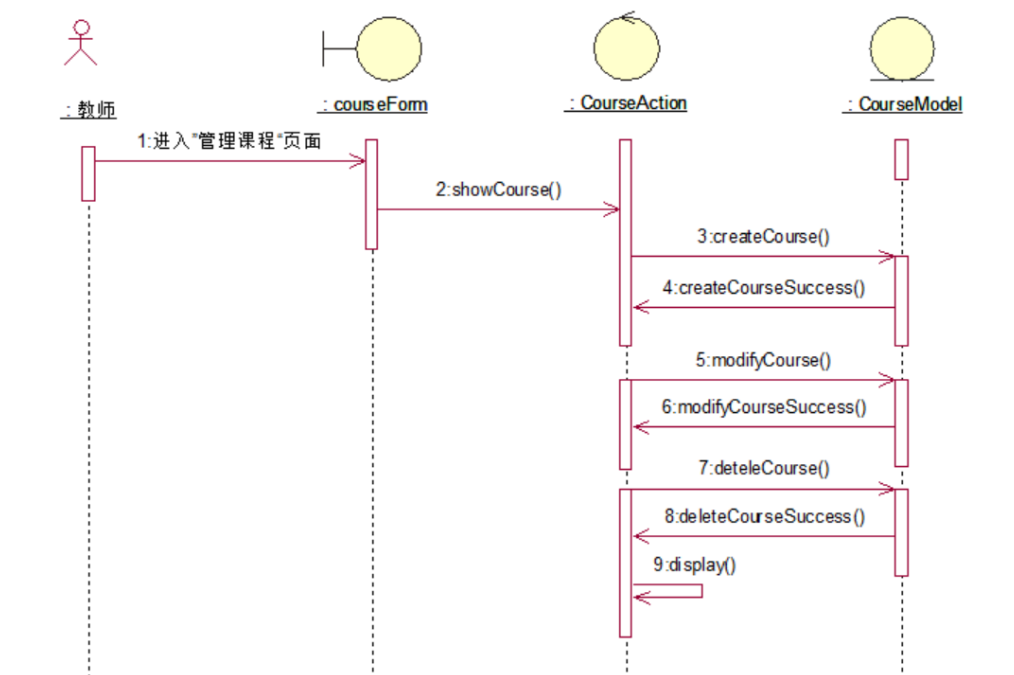 : 教师
: courseForm
: CourseAction
: CourseModel
1:进入"管理课程"页面
2:showCourse()
3:createCourse()
4:createCourseSuccess()
5:modifyCourse()
6:modifyCourseSuccess()
7:deteleCourse()
8:deleteCourseSuccess()
9:display()